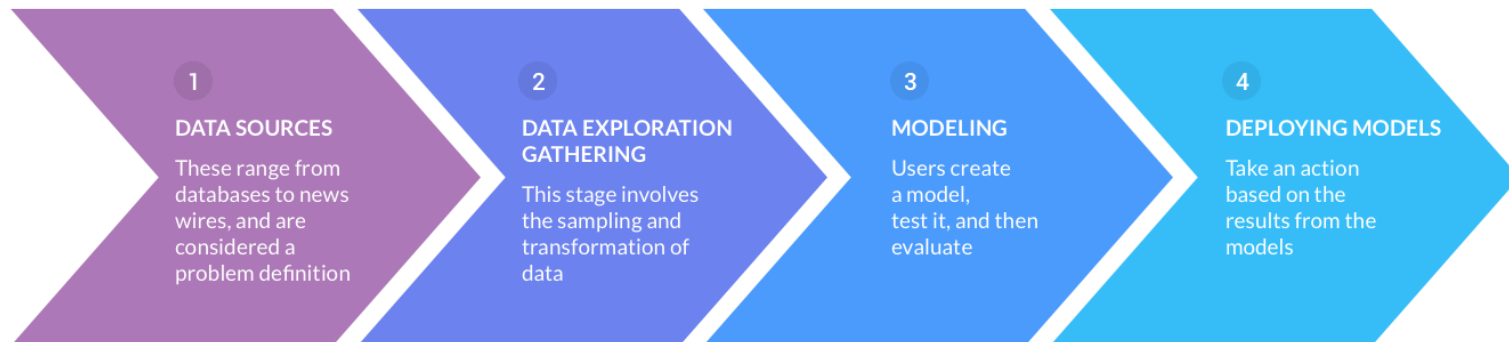 1
DATA SOURCES
These range from
databases to news
wires, and are
considered a
problem definition
2
DATA EXPLORATION
GATHERING
This stage involves
the sampling and
transformation of
data
3
MODELING
Users create
a model,
test it, and then
evaluate
4
DEPLOYING MODELS
Take an action
based on the
results from the
models